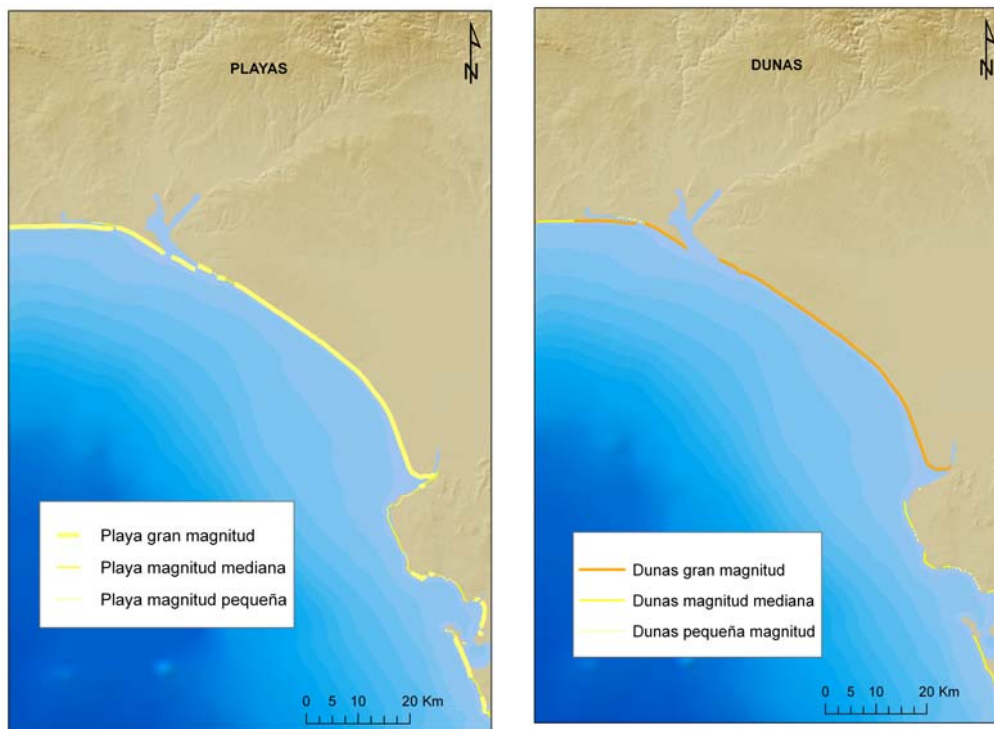 PLAYAS
N
Playa gran magnitud
Playa magnitud mediana
Playa magnitud pequeña
0 5 10 20 Km
DUNAS
N
Dunas gran magnitud
Dunas magnitud mediana
Dunas pequeña magnitud
0 5 10 20 Km